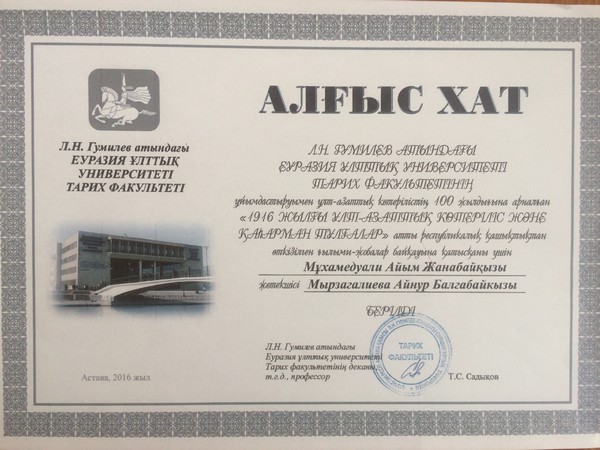 Л.Н. Гумилев атындағы
ЕУРАЗИЯ ҰЛТТЫҚ
УНИВЕРСИТЕТІ
ТАРИХ ФАКУЛЬТЕТІ
АЛҒЫС ХАТ
Л.Н. ГУМИЛЕВ АТЫНДАҒЫ
ЕУРАЗИЯ ҰЛТТЫҚ УНИВЕРСИТЕТІ
ТАРИХ ФАКУЛЬТЕТІНІҢ
ұйымдастыруымен ұлт-азаттық көтерілістің 100 жылдығына арналған
«1916 ЖЫЛҒЫ ҰЛТ-АЗАТТЫҚ КӨТЕРІЛІС ЖӘНЕ
ҚАҺАРМАН ТҰЛҒАЛАР» атты республикалық қашықтықтан
өткізілген ғылыми-жобалар байқауына қатысқаны үшін
Мұхамедуали Айым Жанабайқызы
жетекшісі Мырзагалиева Айнур Балгабайқызы
БЕРІЛДІ
Л.Н. Гумилев атындағы
Еуразия ұлттық университеті
Тарих факультетінің деканы,
т.ғ.д., профессор
ТАРИХ
ФАКУЛЬТЕТІ
Т.С. Садықов
Астана, 2016 жыл